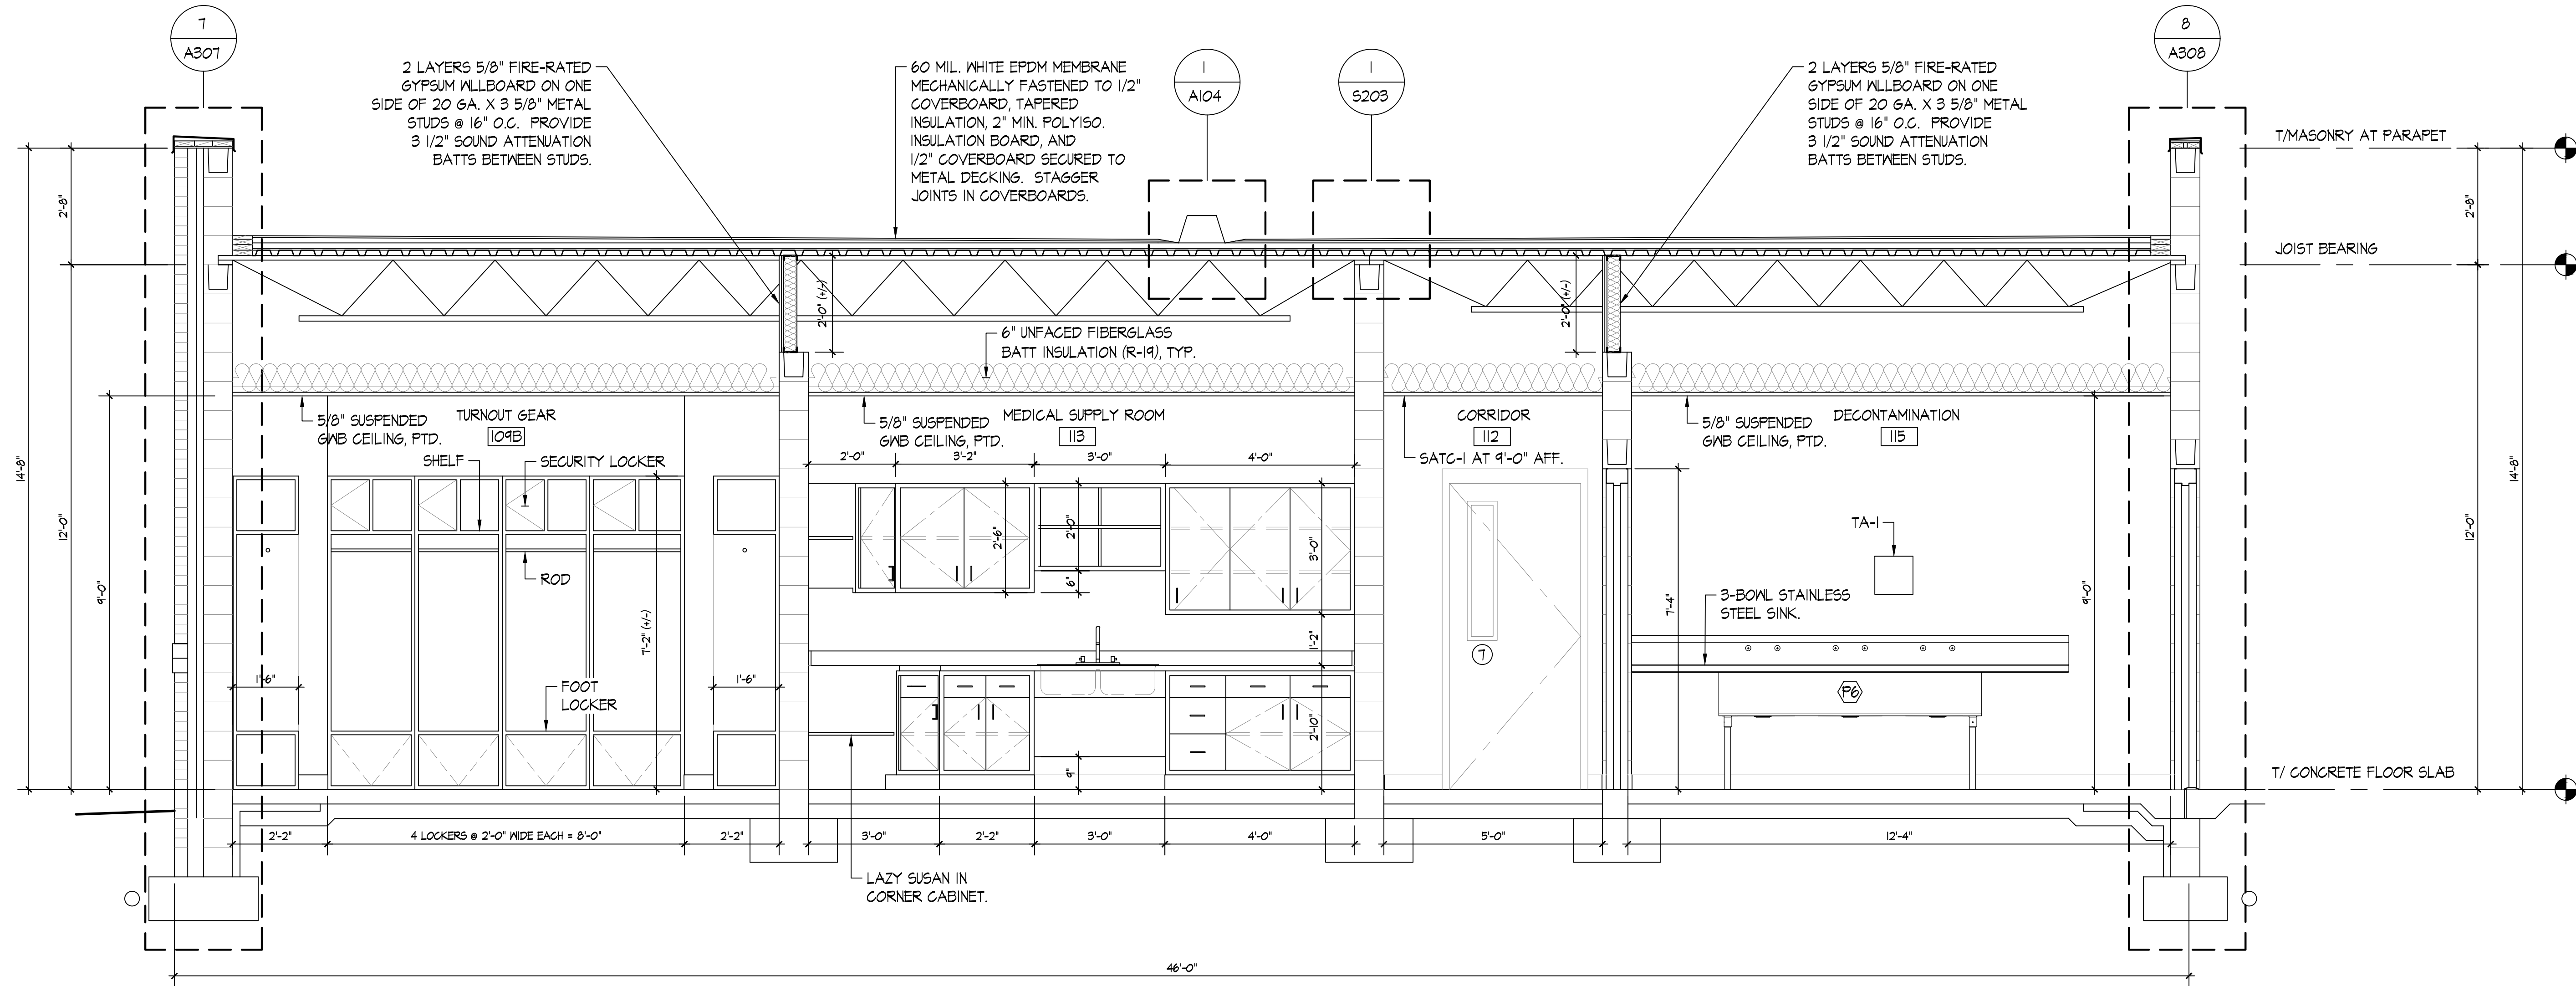 7
A307
2 LAYERS 5/8" FIRE-RATED
GYPSUM WLLBOARD ON ONE
SIDE OF 20 GA. X 3 5/8" METAL
STUDS @ 16" O.C.  PROVIDE
3 1/2" SOUND ATTENUATION
BATTS BETWEEN STUDS.
60 MIL. WHITE EPDM MEMBRANE
MECHANICALLY FASTENED TO 1/2"
COVERBOARD, TAPERED
INSULATION, 2" MIN. POLYISO.
INSULATION BOARD, AND
1/2" COVERBOARD SECURED TO
METAL DECKING.  STAGGER
JOINTS IN COVERBOARDS.
1
A104
1
S203
2 LAYERS 5/8" FIRE-RATED
GYPSUM WLLBOARD ON ONE
SIDE OF 20 GA. X 3 5/8" METAL
STUDS @ 16" O.C.  PROVIDE
3 1/2" SOUND ATTENUATION
BATTS BETWEEN STUDS.
8
A308
T/MASONRY AT PARAPET
JOIST BEARING
T/ CONCRETE FLOOR SLAB
14'-8"
2'-8"
12'-0"
9'-0"
2'-0" (+/-)
6" UNFACED FIBERGLASS
BATT INSULATION (R-19), TYP.
2'-0" (+/-)
2'-8"
12'-0"
14'-8"
5/8" SUSPENDED
GWB CEILING, PTD.
TURNOUT GEAR
109B
SHELF
SECURITY LOCKER
ROD
7'-2" (+/-)
1'-6"
FOOT
LOCKER
1'-6"
5/8" SUSPENDED
GWB CEILING, PTD.
MEDICAL SUPPLY ROOM
113
2'-0"
3'-2"
3'-0"
4'-0"
2'-6"
2'-0"
6"
3'-0"
1'-2"
2'-10"
9"
CORRIDOR
112
SATC-1 AT 9'-0" AFF.
7
5/8" SUSPENDED
GWB CEILING, PTD.
DECONTAMINATION
115
7'-4"
TA-1
3-BOWL STAINLESS
STEEL SINK.
P6
9'-0"
2'-2"
4 LOCKERS @ 2'-0" WIDE EACH = 8'-0"
2'-2"
3'-0"
2'-2"
3'-0"
4'-0"
5'-0"
12'-4"
LAZY SUSAN IN
CORNER CABINET.
46'-0"